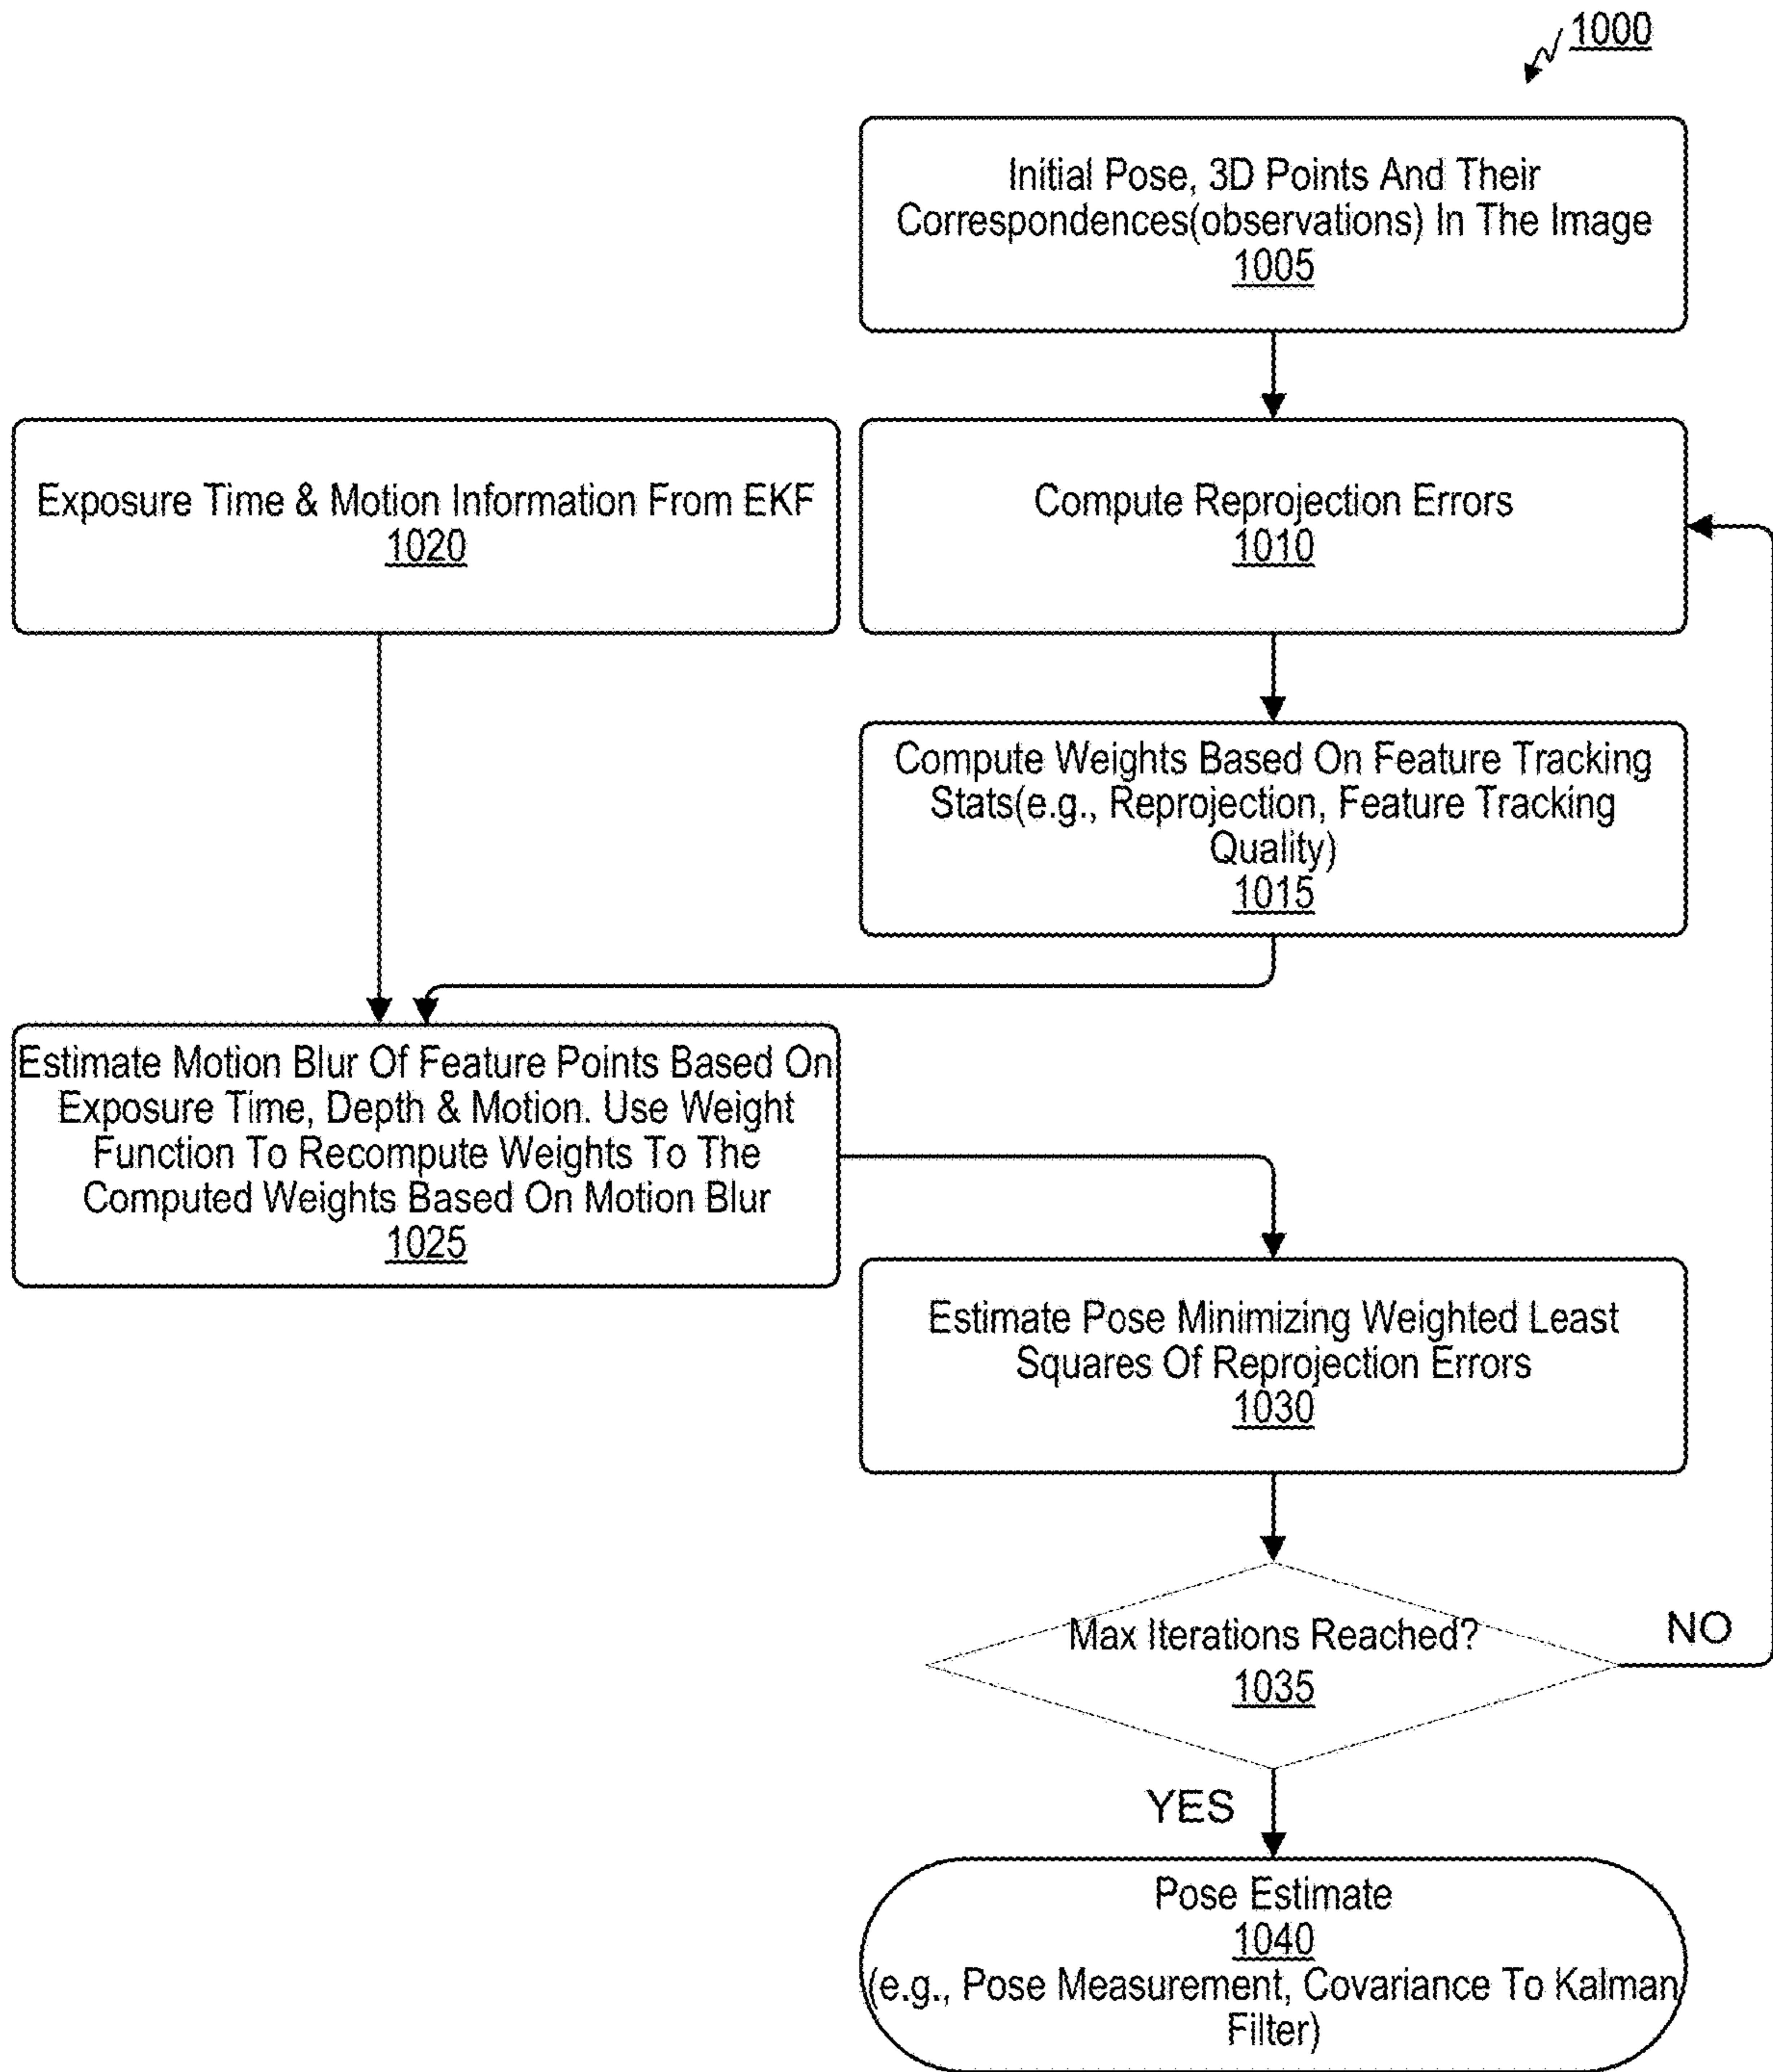 1000
Initial Pose, 3D Points And Their
Correspondences(observations) In The Image
1005
Exposure Time & Motion Information From EKF
1020
Compute Reprojection Errors
1010
Compute Weights Based On Feature Tracking
Stats(e.g., Reprojection, Feature Tracking
Quality)
1015
Estimate Motion Blur Of Feature Points Based On
Exposure Time, Depth & Motion. Use Weight
Function To Recompute Weights To The
Computed Weights Based On Motion Blur
1025
Estimate Pose Minimizing Weighted Least
Squares Of Reprojection Errors
1030
Max Iterations Reached?
1035
NO
YES
Pose Estimate
1040
(e.g., Pose Measurement, Covariance To Kalman
Filter)